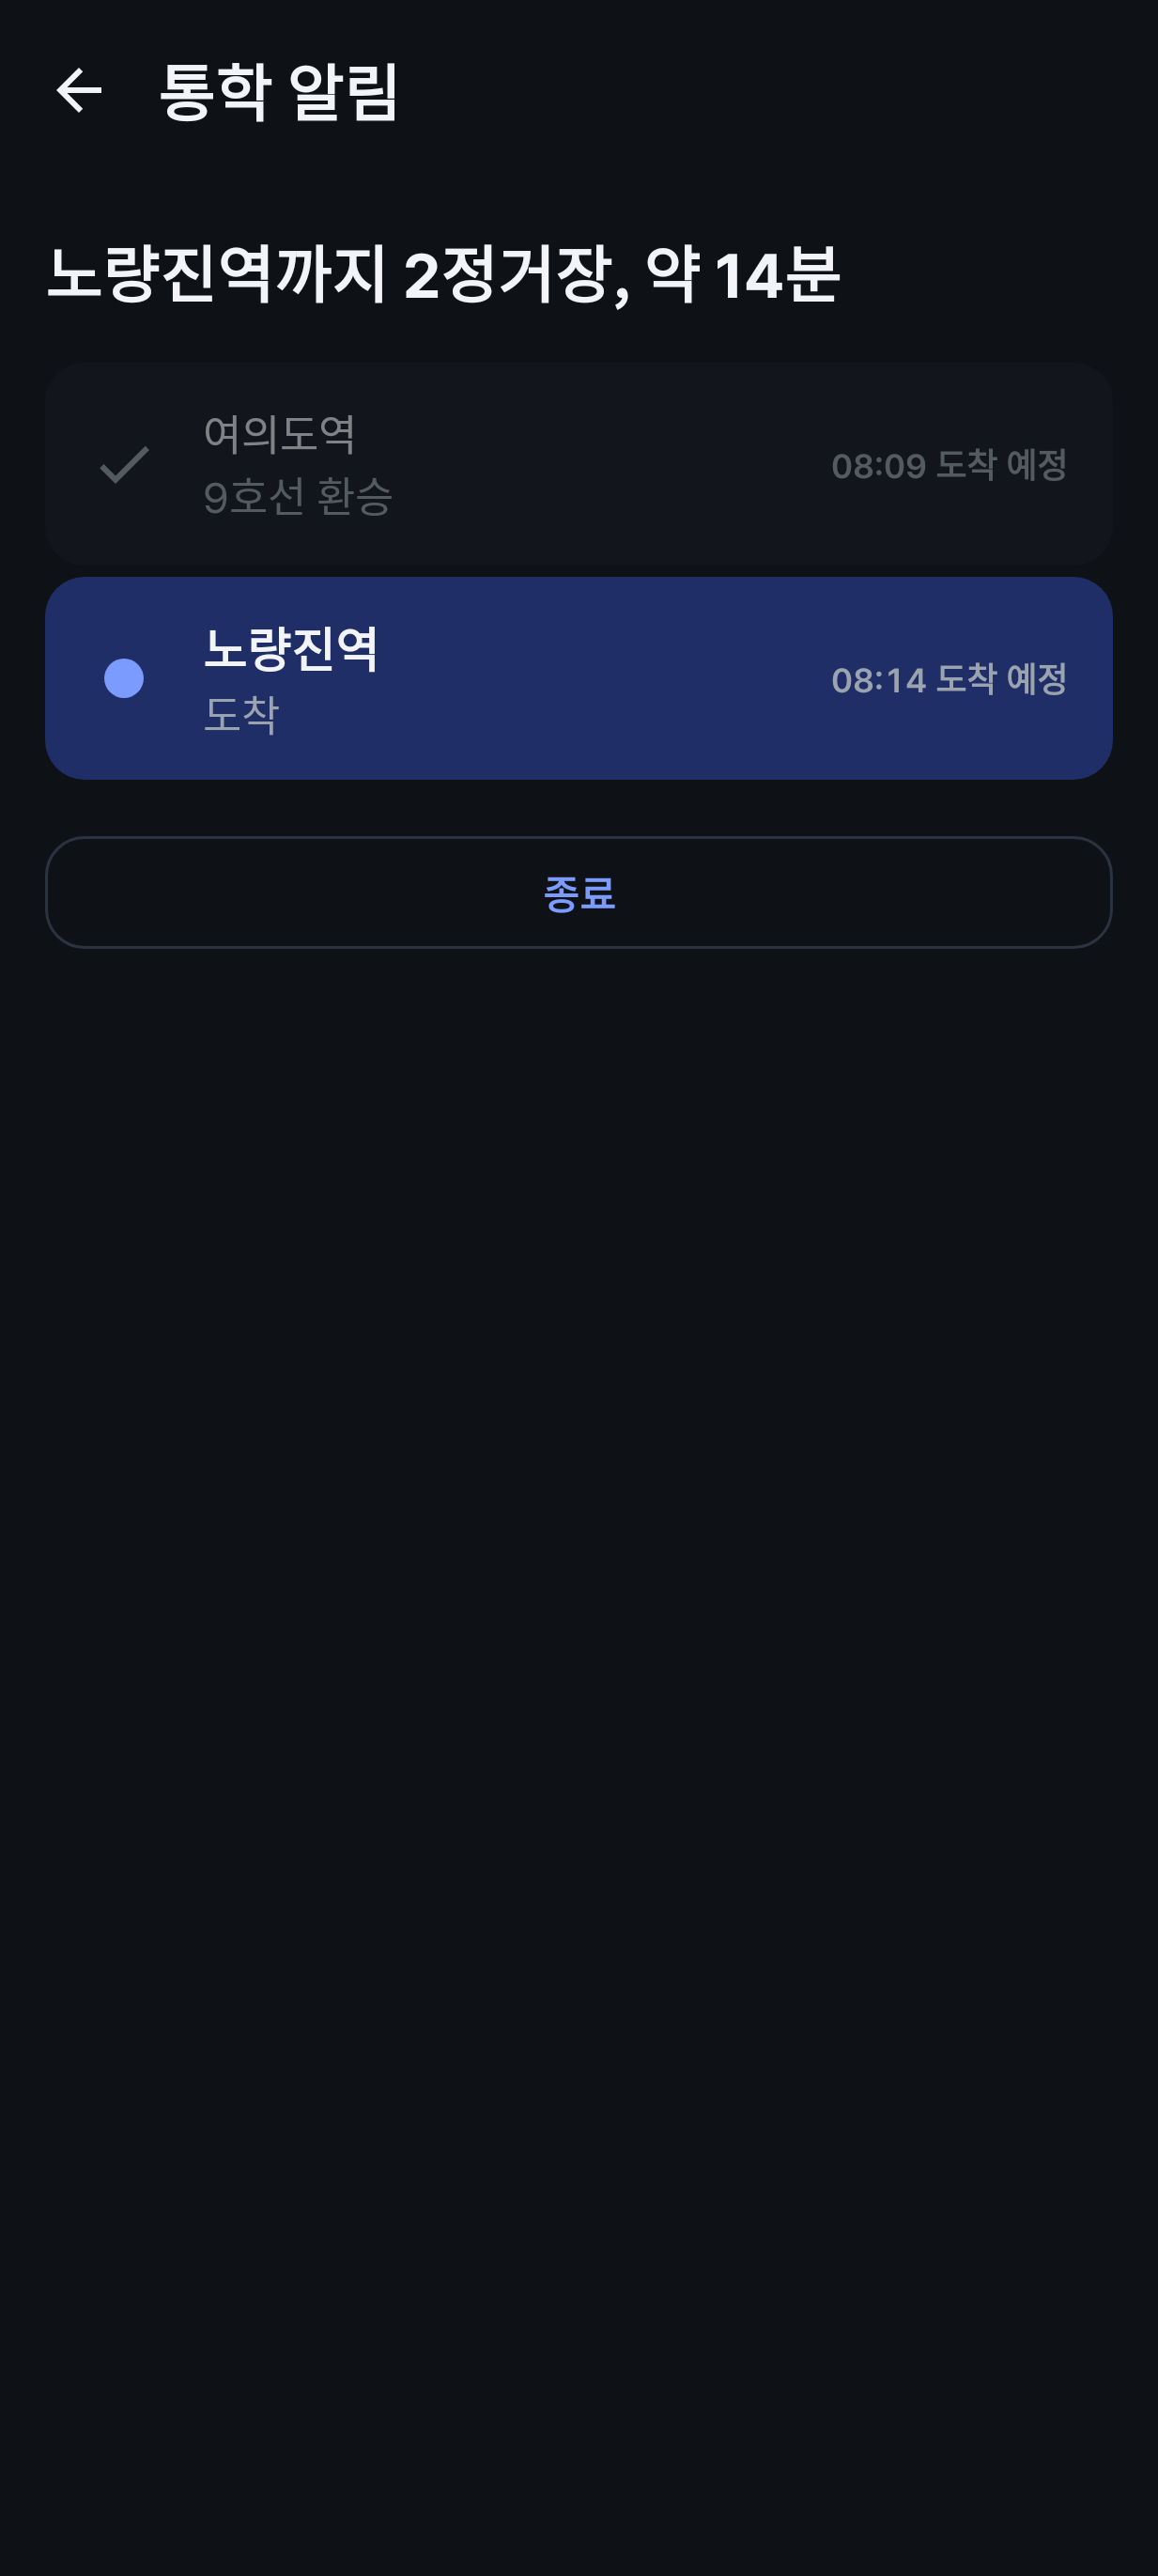 통학 알림
노량진역까지 2정거장, 약 14분
여의도역
9호선 환승
08:09 도착 예정
노량진역
도착
08:14 도착 예정
종료